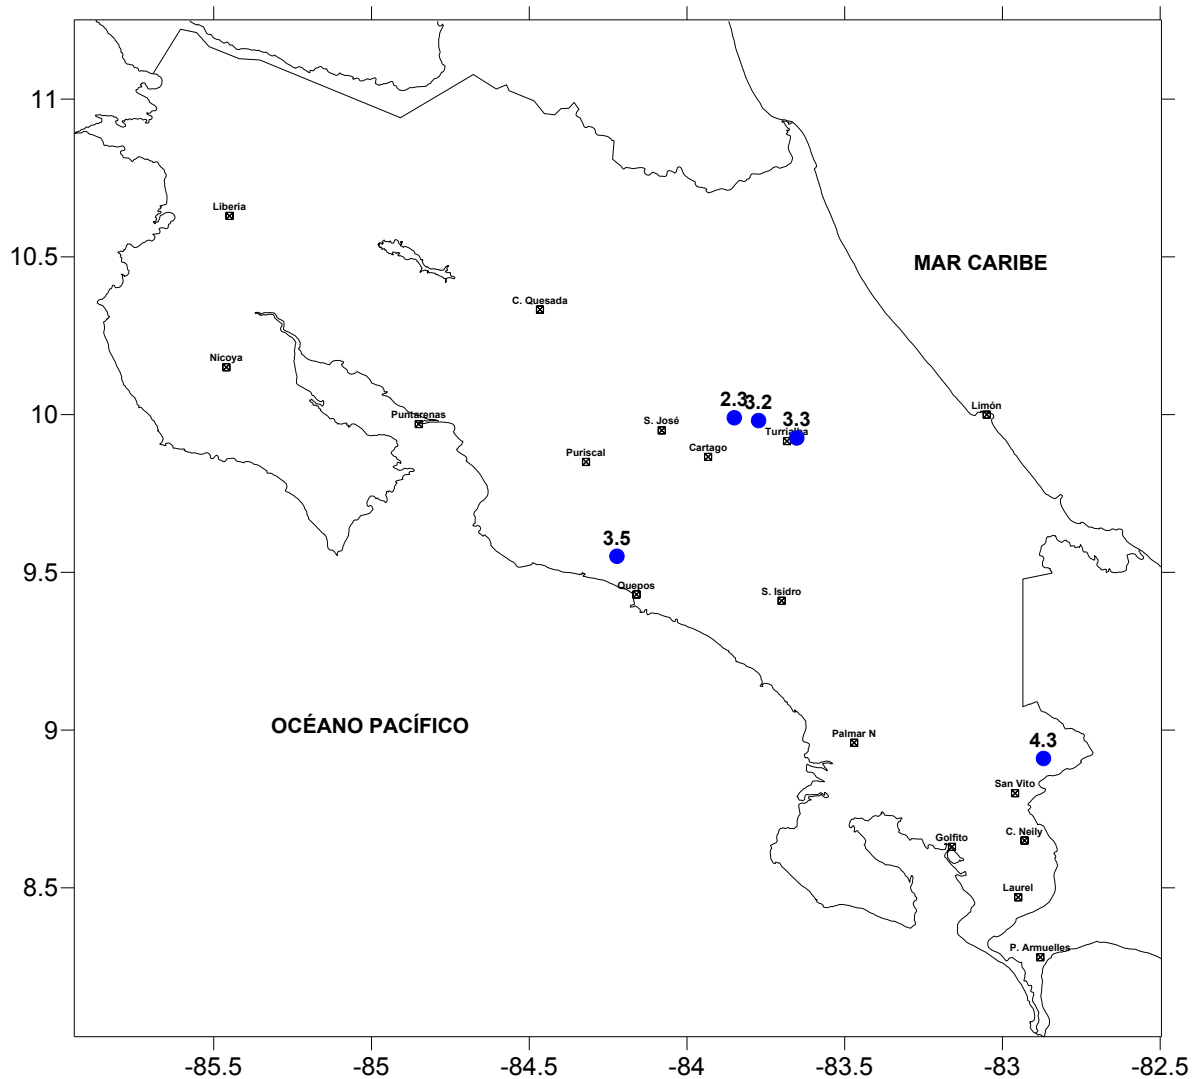 11
Liberia
10.5
MAR CARIBE
C. Quesada
Nicoya
2.3
3.2
Limón
10
Puntarenas
3.3
S. José
Turrialba
Cartago
Puriscal
3.5
9.5
Quepos
S. Isidro
OCÉANO PACÍFICO
9
Palmar N
4.3
San Vito
C. Neily
Golfito
8.5
Laurel
P. Armuelles
-85.5
-85
-84.5
-84
-83.5
-83
-82.5